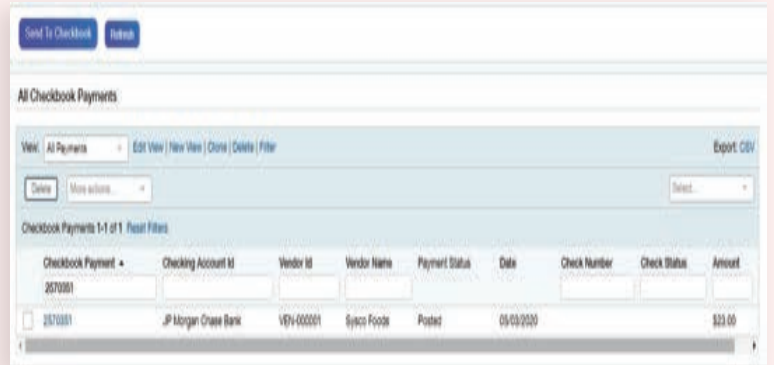 Send To Checkbook Refresh
All Checkbook Payments
View: All Payments Edit View | New View | Clone | Delete | Filter Export: CSV
Delete More actions... Select...
Checkbook Payments 1-1 of 1 Reset Filters
Checkbook Payment Checking Account Id Vendor Id Vendor Name Payment Status Date Check Number Check Status Amount
2570351
2570351 JP Morgan Chase Bank VEN-000001 Sysco Foods Posted 05/03/2020 $23.00